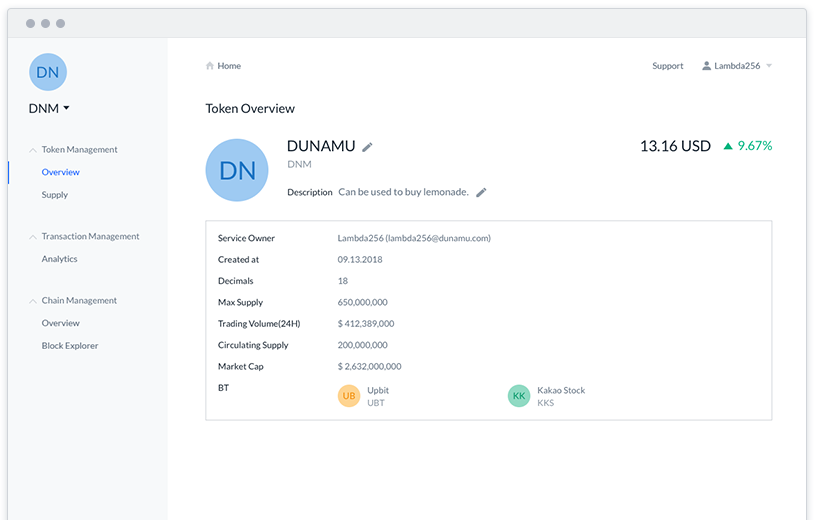 DN
DNM
Token Management
Overview
Supply
Transaction Management
Analytics
Chain Management
Overview
Block Explorer
Home
Support
Lambda256
Token Overview
DN
DUNAMU
DNM
13.16 USD
9.67%
Description Can be used to buy lemonade.
Service Owner Lambda256 (lambda256@dunamu.com)
Created at 09.13.2018
Decimals 18
Max Supply 650,000,000
Trading Volume(24H) $ 412,389,000
Circulating Supply 200,000,000
Market Cap $ 2,632,000,000
BT
UB
Upbit
UBT
KK
Kakao Stock
KKS